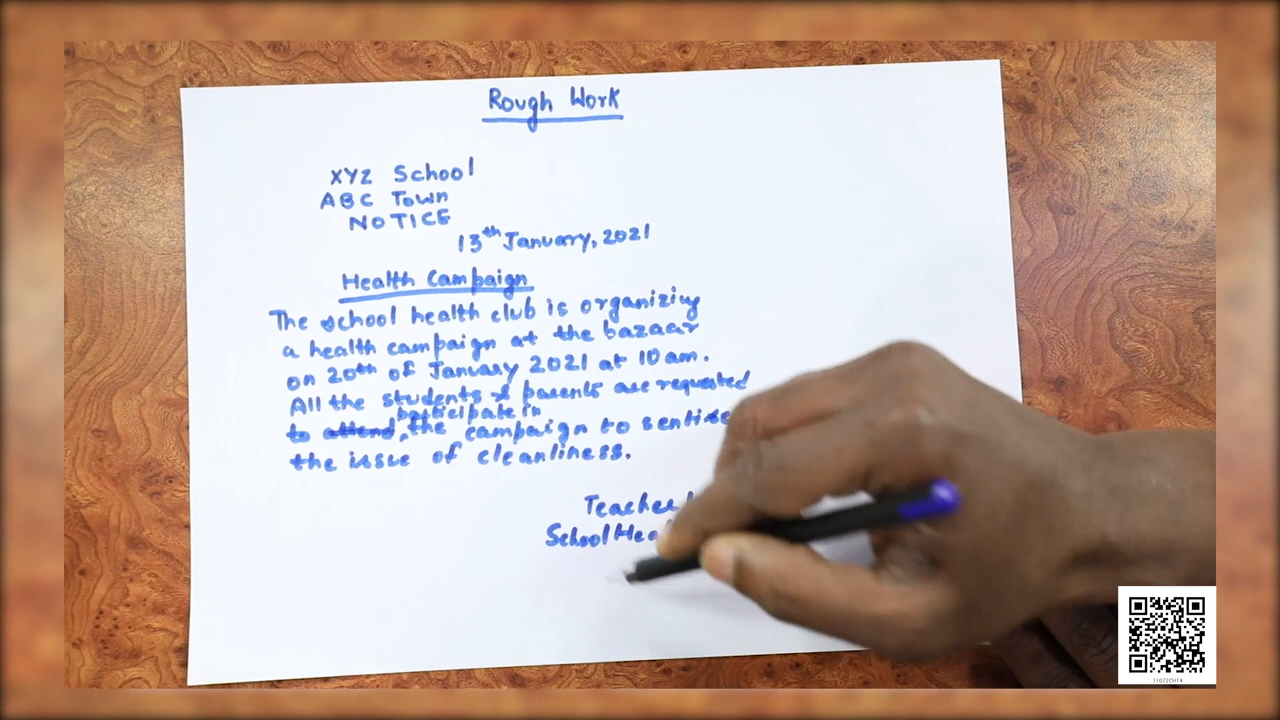 Rough Work
XYZ School
ABC Town
NOTICE
13th January, 2021
Health Campaign
The school health club is organizing
a health campaign at the bazaar
on 20th of January 2021 at 10 am.
All the students & parents are requested
participate in
to attend, the campaign to sentise
the issue of cleanliness.
Teacher
School
11072CH14